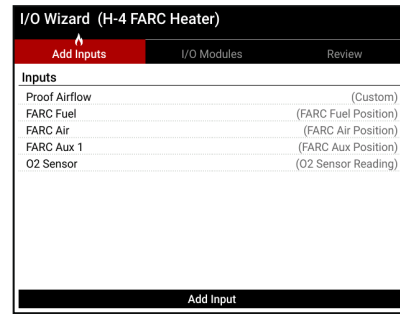 I/O Wizard (H-4 FARC Heater)
Add Inputs I/O Modules Review
Inputs
Proof Airflow (Custom)
FARC Fuel (FARC Fuel Position)
FARC Air (FARC Air Position)
FARC Aux 1 (FARC Aux Position)
O2 Sensor (O2 Sensor Reading)
Add Input